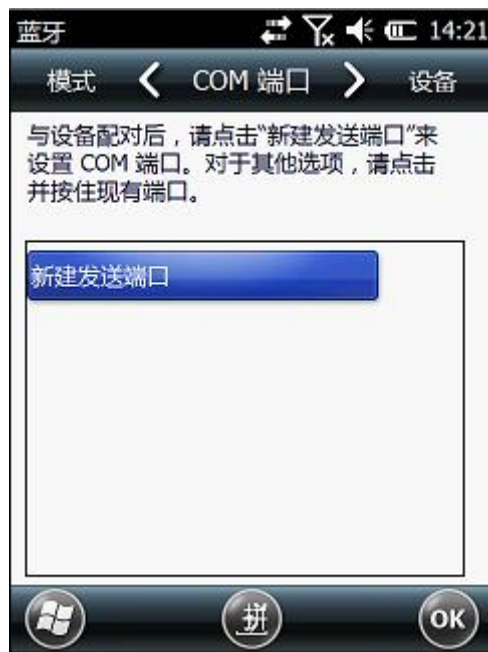 蓝牙 14:21
模式 COM 端口 设备
与设备配对后，请点击“新建发送端口”来
设置 COM 端口。对于其他选项，请点击
并按住现有端口。
新建发送端口
拼 OK